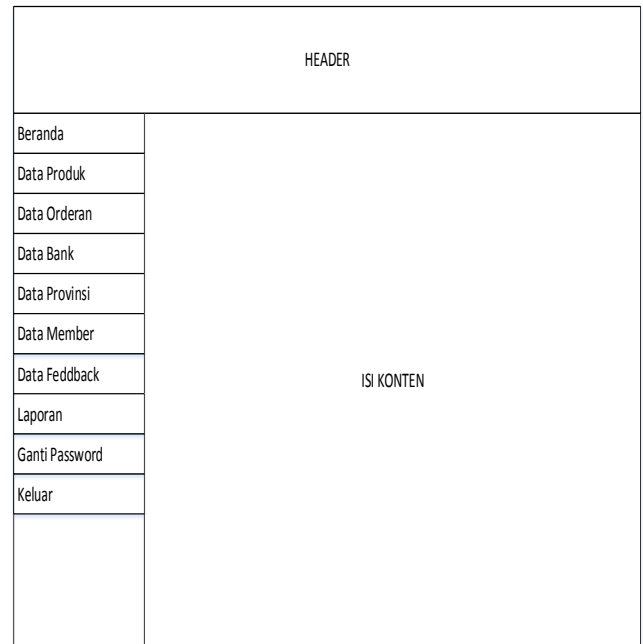 HEADER
Beranda
Data Produk
Data Orderan
Data Bank
Data Provinsi
Data Member
Data Feddback
Laporan
Ganti Password
Keluar
ISI KONTEN